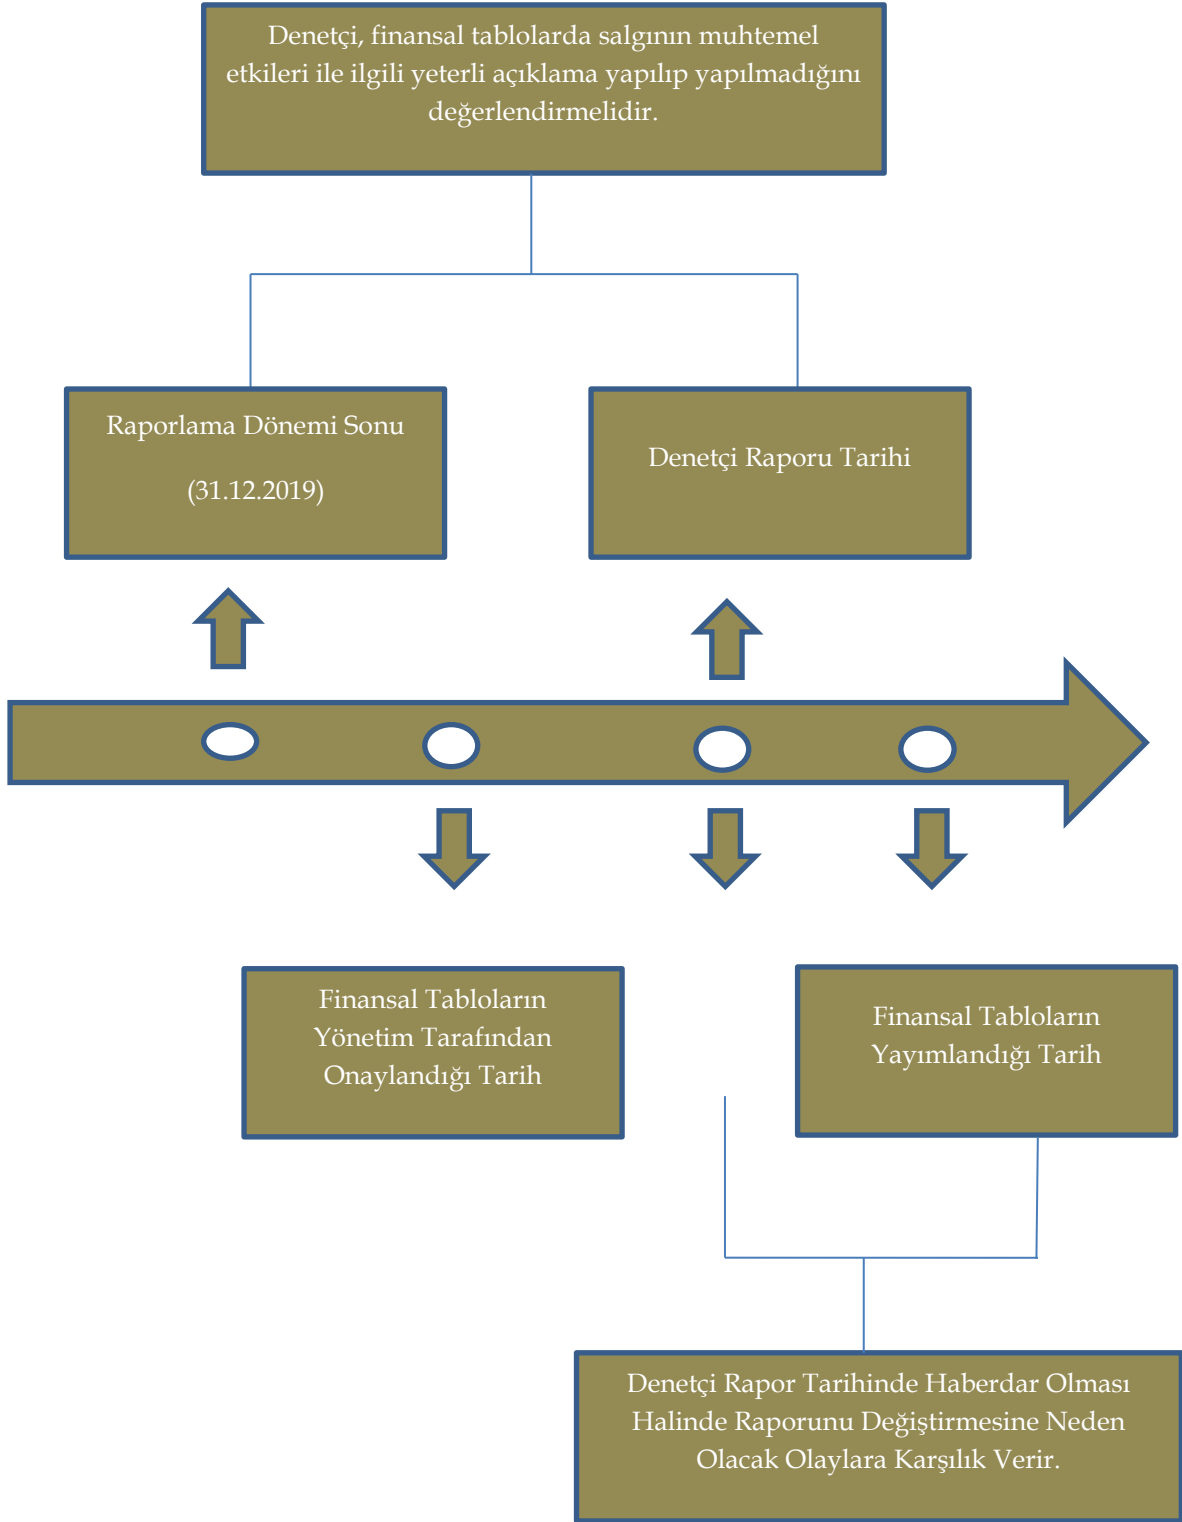 Denetçi, finansal tablolarda salgının muhtemel
etkileri ile ilgili yeterli açıklama yapılıp yapılmadığını
değerlendirmelidir.
Raporlama Dönemi Sonu
(31.12.2019)
Denetçi Raporu Tarihi
Finansal Tabloların
Yönetim Tarafından
Onaylandığı Tarih
Finansal Tabloların
Yayımlandığı Tarih
Denetçi Rapor Tarihinde Haberdar Olması
Halinde Raporunu Değiştirmesine Neden
Olacak Olaylara Karşılık Verir.